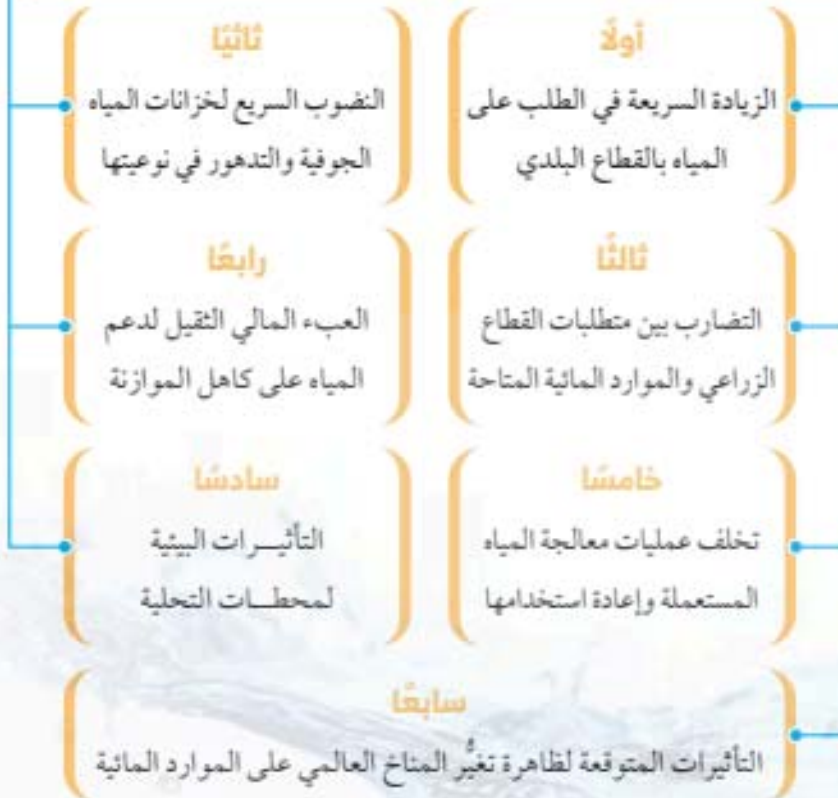 أولًا
الزيادة السريعة في الطلب على
المياه بالقطاع البلدي
ثانيًا
النضوب السريع لخزانات المياه
الجوفية والتدهور في نوعيتها
ثالثًا
التضارب بين متطلبات القطاع
الزراعي والموارد المائية المتاحة
رابعًا
العبء المالي الثقيل لدعم
المياه على كاهل الموازنة
خامسًا
تخلف عمليات معالجة المياه
المستعملة وإعادة استخدامها
سادسًا
التأثيــرات البيئية
لمحطــات التحلية
سابعًا
التأثيرات المتوقعة لظاهرة تغيُّر المناخ العالمي على الموارد المائية